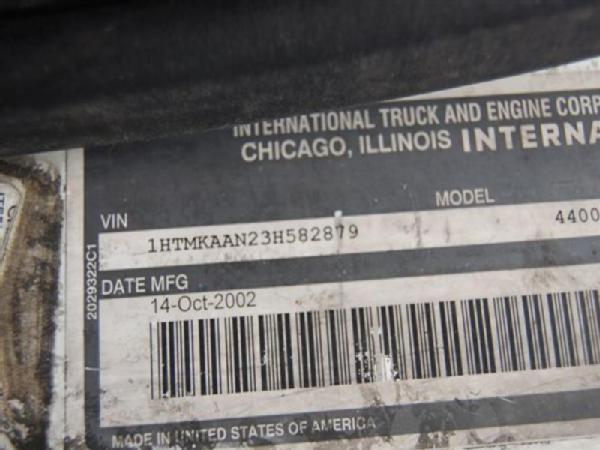 INTERNATIONAL TRUCK AND ENGINE CORP
CHICAGO, ILLINOIS INTERNA
VIN MODEL
1HTMKAAN23H582879 4400
DATE MFG
14-Oct-2002
MADE IN UNITED STATES OF AMERICA
2029322C1